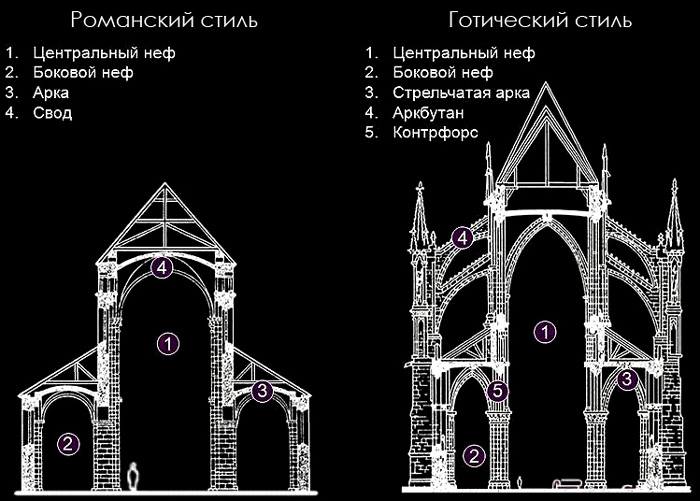 Романский стиль
1. Центральный неф
2. Боковой неф
3. Арка
4. Свод
4
1
3
2
Готический стиль
1. Центральный неф
2. Боковой неф
3. Стрельчатая арка
4. Аркбутан
5. Контрфорс
4
1
3
5
2